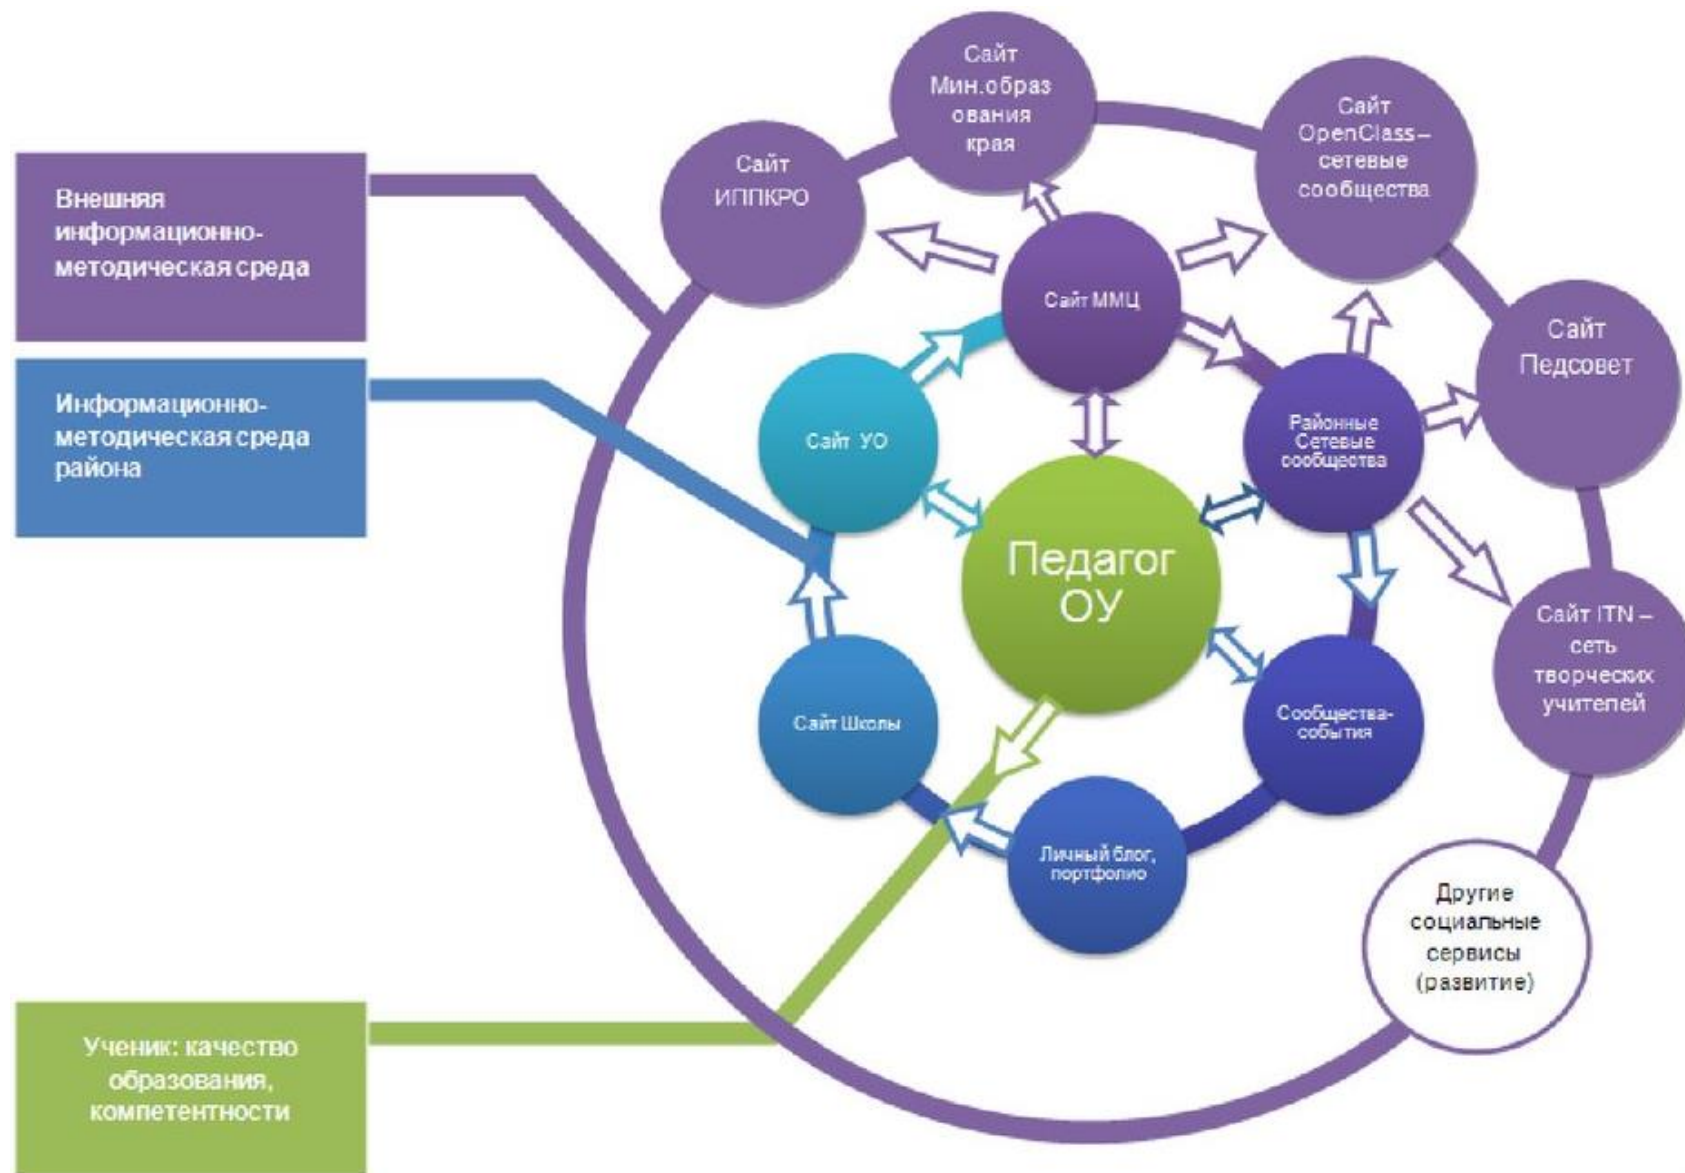 Сайт
Мин.образ
ования
края
Сайт
OpenClass –
сетевые
сообщества
Сайт
ИППКРО
Внешняя
информационно-
методическая среда
Сайт ММЦ
Сайт
Педсовет
Информационно-
методическая среда
района
Сайт УО
Районные
Сетевые
сообщества
Педагог
ОУ
Сайт ITN –
сеть
творческих
учителей
Сайт Школы
Сообщества-
события
Личный блог,
портфолио
Другие
социальные
сервисы
(развитие)
Ученик: качество
образования,
компетентности